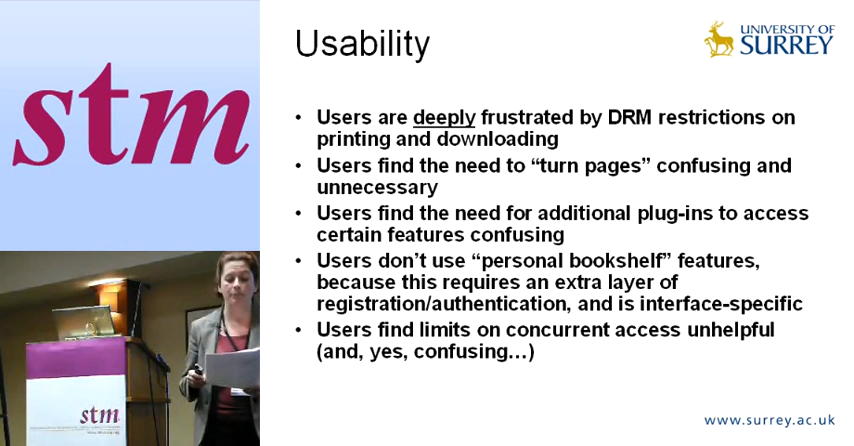 stm
Usability
UNIVERSITY OF
SURREY
• Users are deeply frustrated by DRM restrictions on
printing and downloading
• Users find the need to “turn pages” confusing and
unnecessary
• Users find the need for additional plug-ins to access
certain features confusing
• Users don’t use “personal bookshelf” features,
because this requires an extra layer of
registration/authentication, and is interface-specific
• Users find limits on concurrent access unhelpful
(and, yes, confusing…)
stm
www.surrey.ac.uk